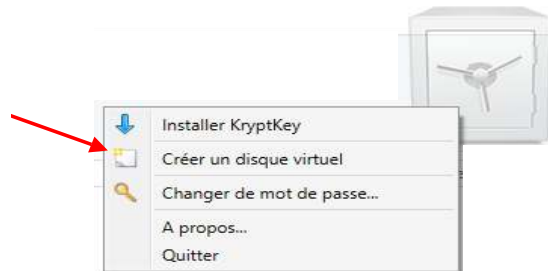 Installer KryptKey
Créer un disque virtuel
Changer de mot de passe...
A propos...
Quitter